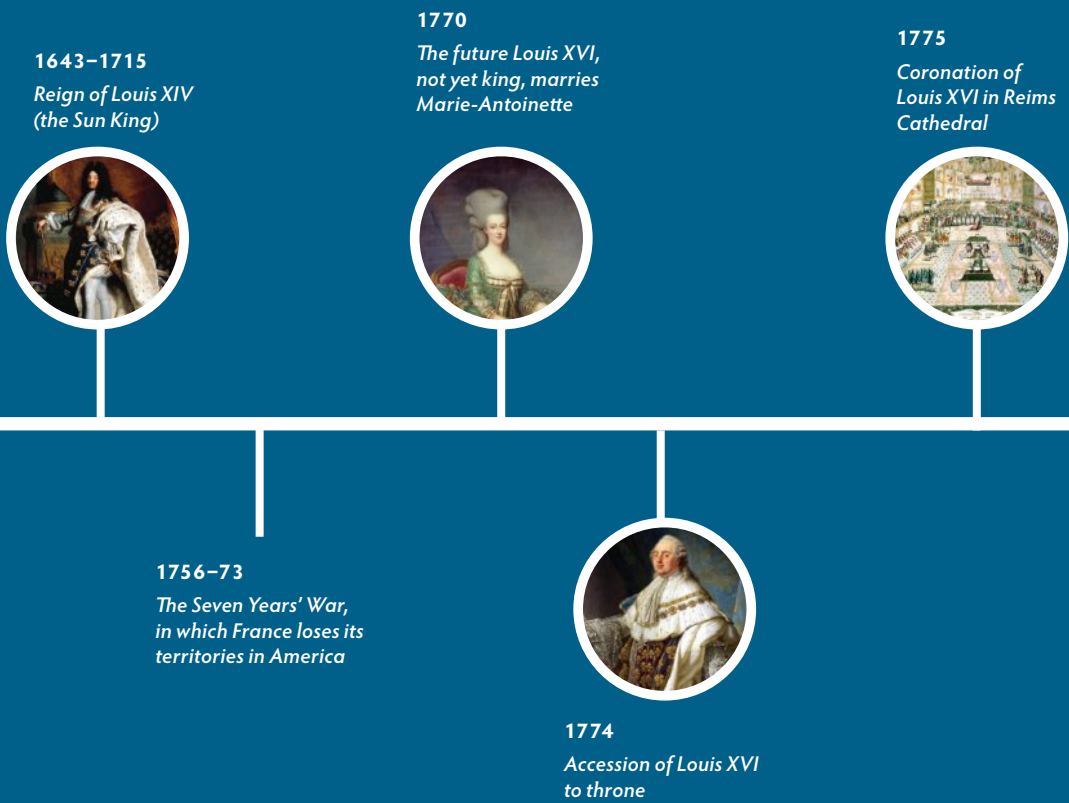 1643–1715
Reign of Louis XIV
(the Sun King)
1756–73
The Seven Years' War,
in which France loses its
territories in America
1770
The future Louis XVI,
not yet king, marries
Marie-Antoinette
1774
Accession of Louis XVI
to throne
1775
Coronation of
Louis XVI in Reims
Cathedral